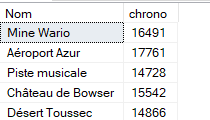 Nom chrono
Mine Wario 16491
Aéroport Azur 17761
Piste musicale 14728
Château de Bowser 15542
Désert Toussec 14866